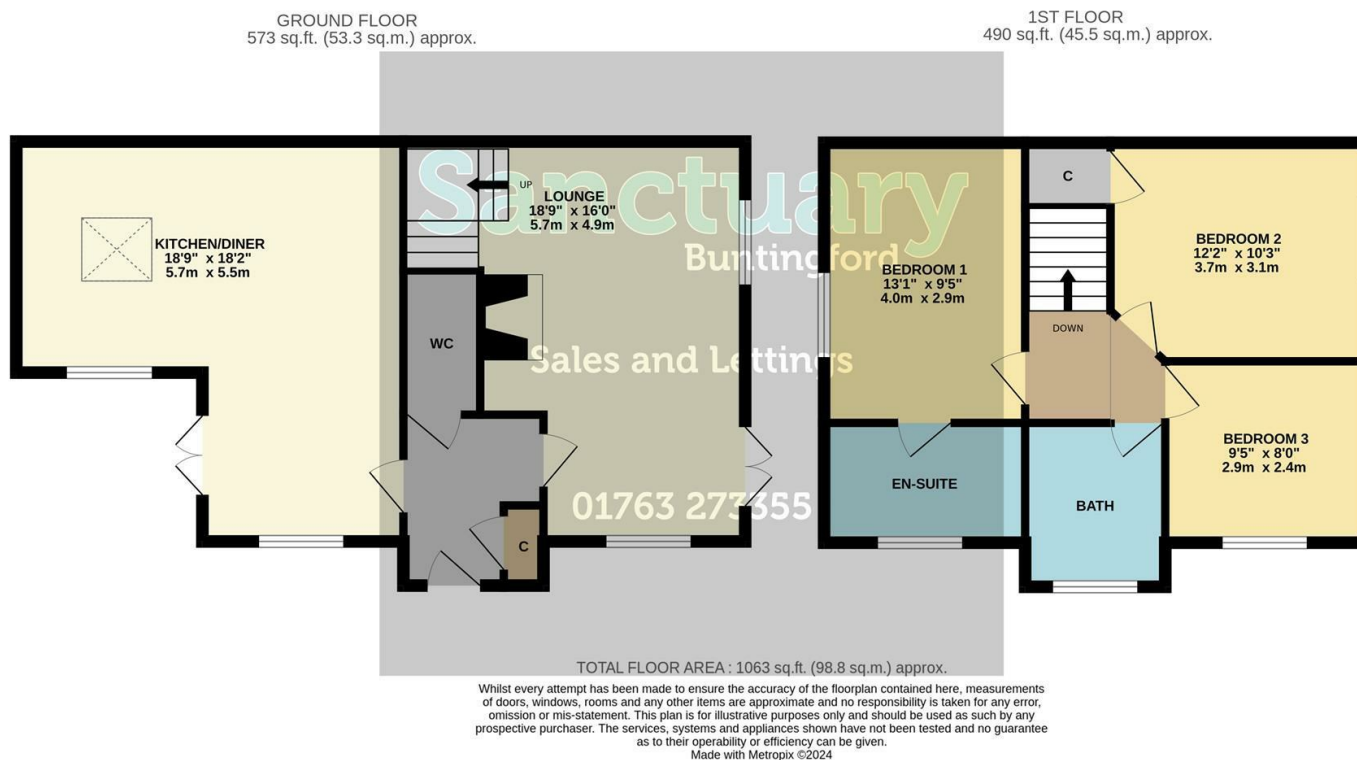 GROUND FLOOR
573 sq.ft. (53.3 sq.m.) approx.
1ST FLOOR
490 sq.ft. (45.5 sq.m.) approx.
Sanctuary
Buntingford
Sales and Lettings
01763 273355
KITCHEN/DINER
18'9" x 18'2"
5.7m x 5.5m
UP
LOUNGE
18'9" x 16'0"
5.7m x 4.9m
WC
C
BEDROOM 1
13'1" x 9'5"
4.0m x 2.9m
C
DOWN
BEDROOM 2
12'2" x 10'3"
3.7m x 3.1m
EN-SUITE
BATH
BEDROOM 3
9'5" x 8'0"
2.9m x 2.4m
TOTAL FLOOR AREA : 1063 sq.ft. (98.8 sq.m.) approx.
Whilst every attempt has been made to ensure the accuracy of the floorplan contained here, measurements
of doors, windows, rooms and any other items are approximate and no responsibility is taken for any error,
omission or mis-statement. This plan is for illustrative purposes only and should be used as such by any
prospective purchaser. The services, systems and appliances shown have not been tested and no guarantee
as to their operability or efficiency can be given.
Made with Metropix ©2024